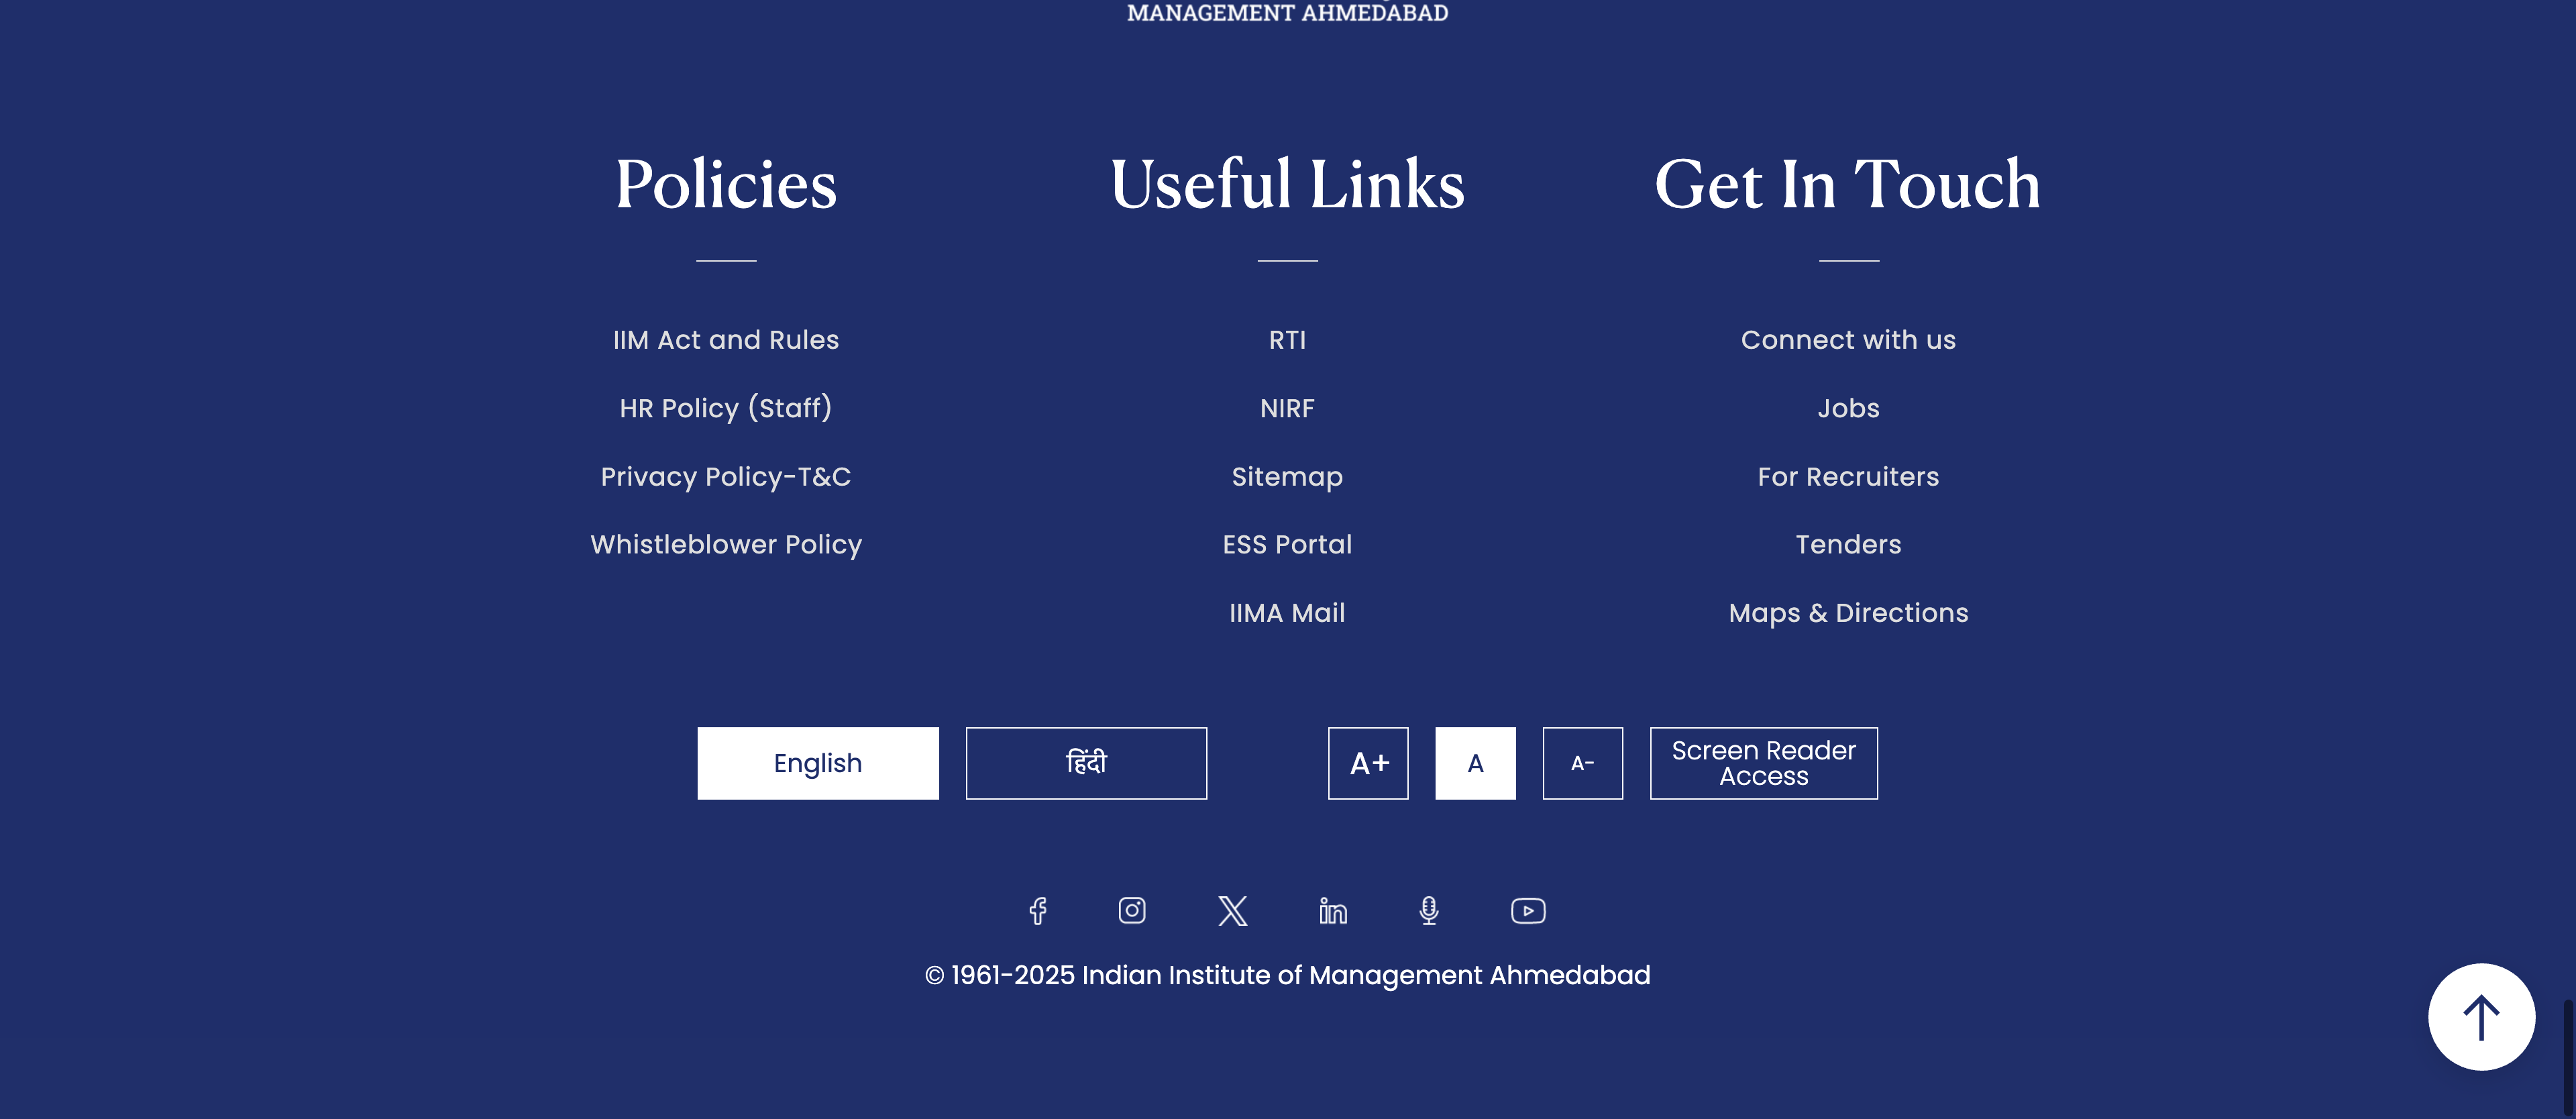 MANAGEMENT AHMEDABAD
Policies
IIM Act and Rules
HR Policy (Staff)
Privacy Policy-T&C
Whistleblower Policy
Useful Links
RTI
NIRF
Sitemap
ESS Portal
IIMA Mail
Get In Touch
Connect with us
Jobs
For Recruiters
Tenders
Maps & Directions
English
हिंदी
A+
A
A-
Screen Reader
Access
© 1961-2025 Indian Institute of Management Ahmedabad